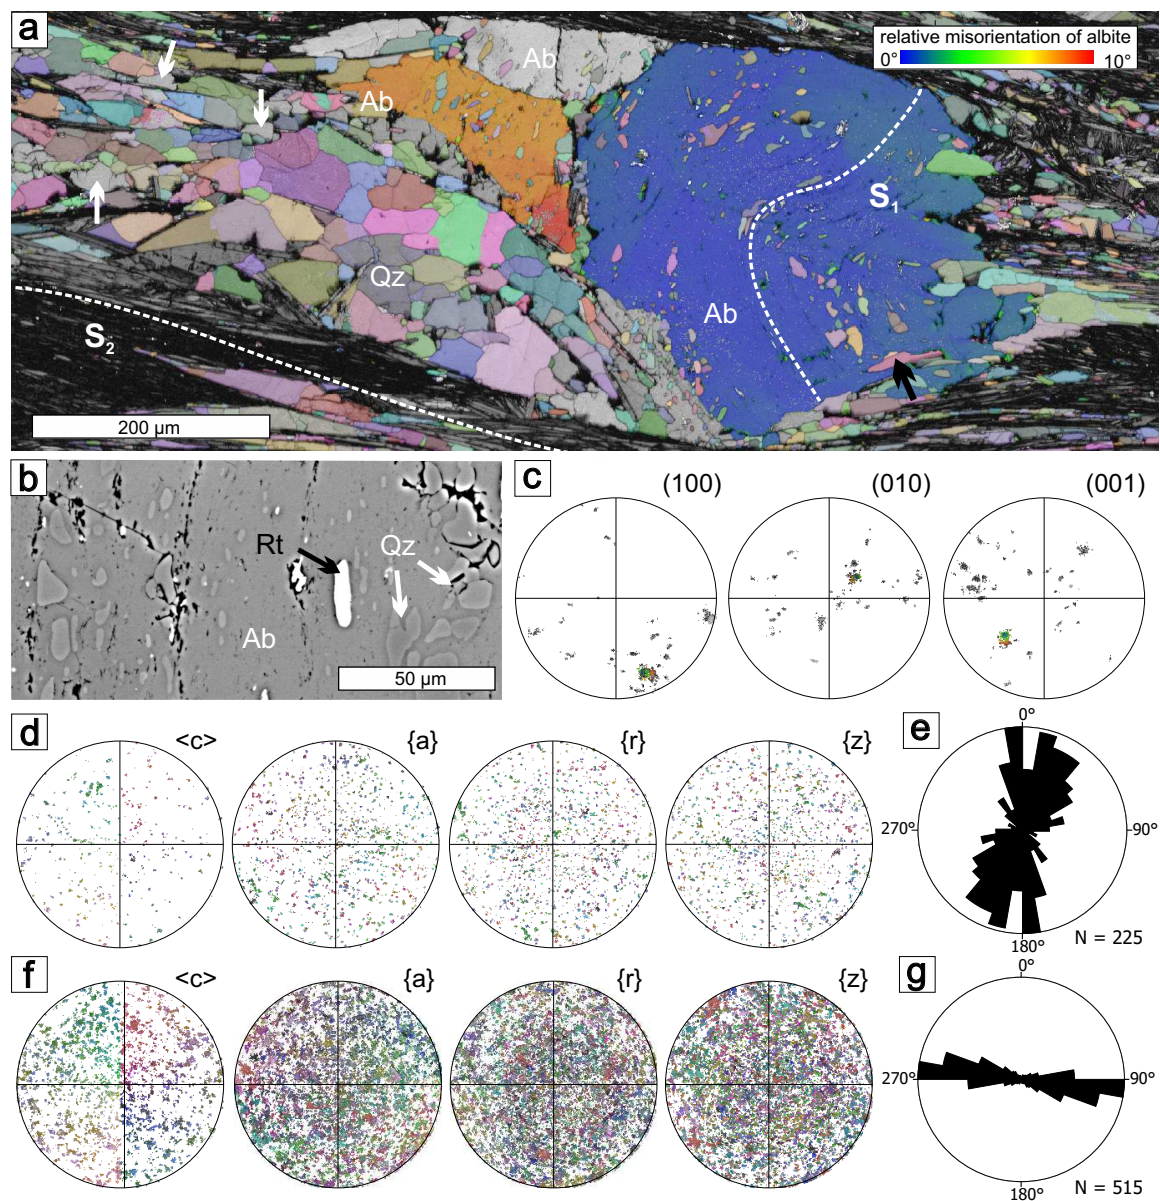 a
relative misorientation of albite
0° 10°
Ab
Ab
S1
Qz
Ab
S2
200 µm
b
Rt
Qz
Ab
50 µm
c
(100) (010) (001)
d
<c> {a} {r} {z}
e
0°
270° 90°
180°
N = 225
f
<c> {a} {r} {z}
g
0°
270° 90°
180°
N = 515